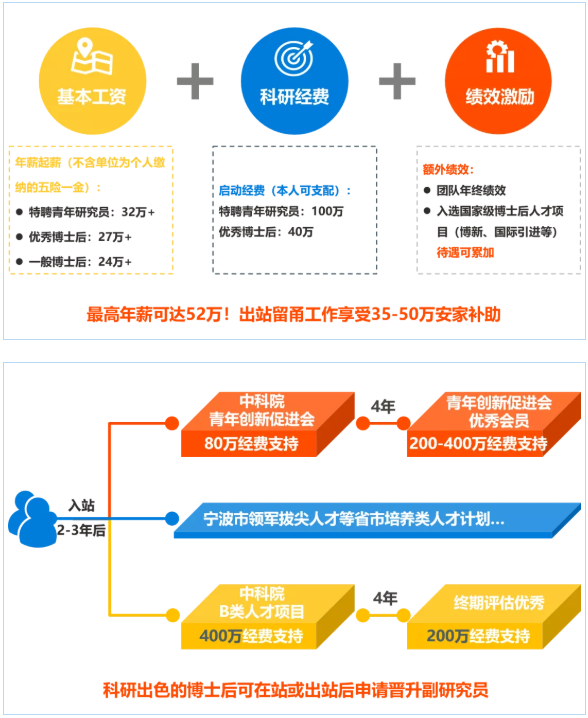 基本工资
科研经费
绩效激励
年薪起薪（不含单位为个人缴
纳的五险一金）：
● 特聘青年研究员：32万+
● 优秀博士后：27万+
● 一般博士后：24万+
启动经费（本人可支配）：
特聘青年研究员：100万
优秀博士后：40万
额外绩效：
● 团队年终绩效
● 入选国家级博士后人才项
目（博新、国际引进等）
待遇可累加
最高年薪可达52万！出站留甬工作享受35-50万安家补助
中科院
青年创新促进会
80万经费支持
4年
青年创新促进会
优秀会员
200-400万经费支持
入站
2-3年后
宁波市领军拔尖人才等省市培养类人才计划...
中科院
B类人才项目
400万经费支持
4年
终期评估优秀
200万经费支持
科研出色的博士后可在站或出站后申请晋升副研究员